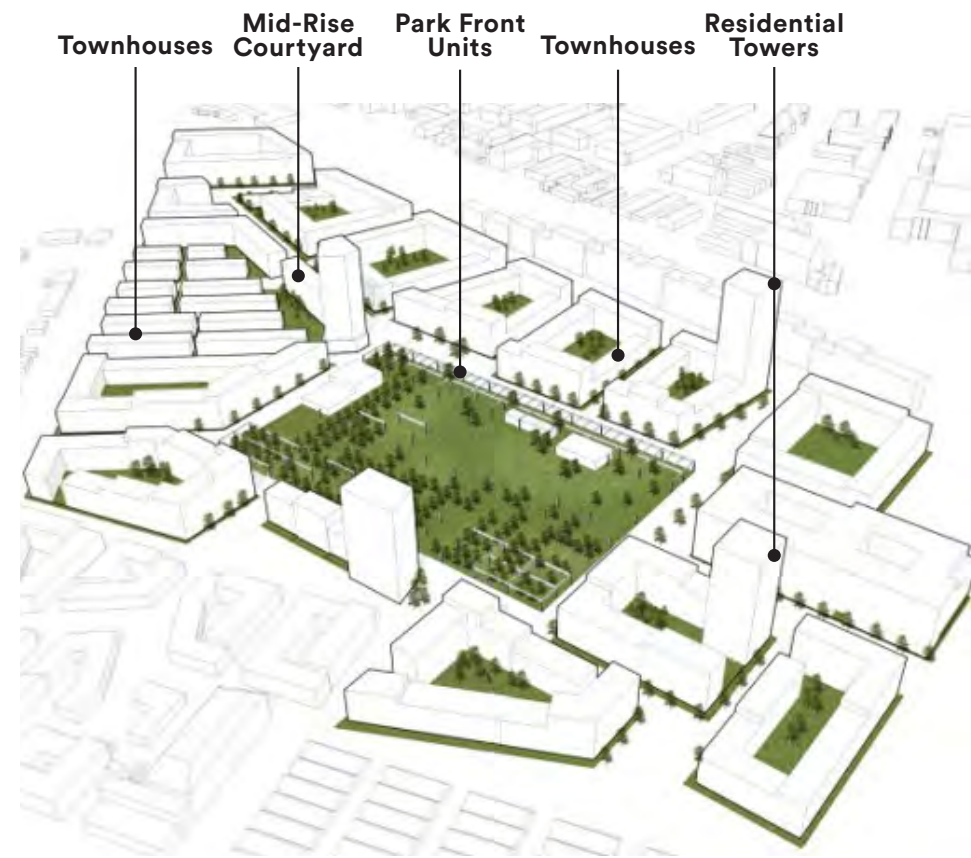 Townhouses
Mid-Rise
Courtyard
Park Front
Units
Townhouses
Residential
Towers